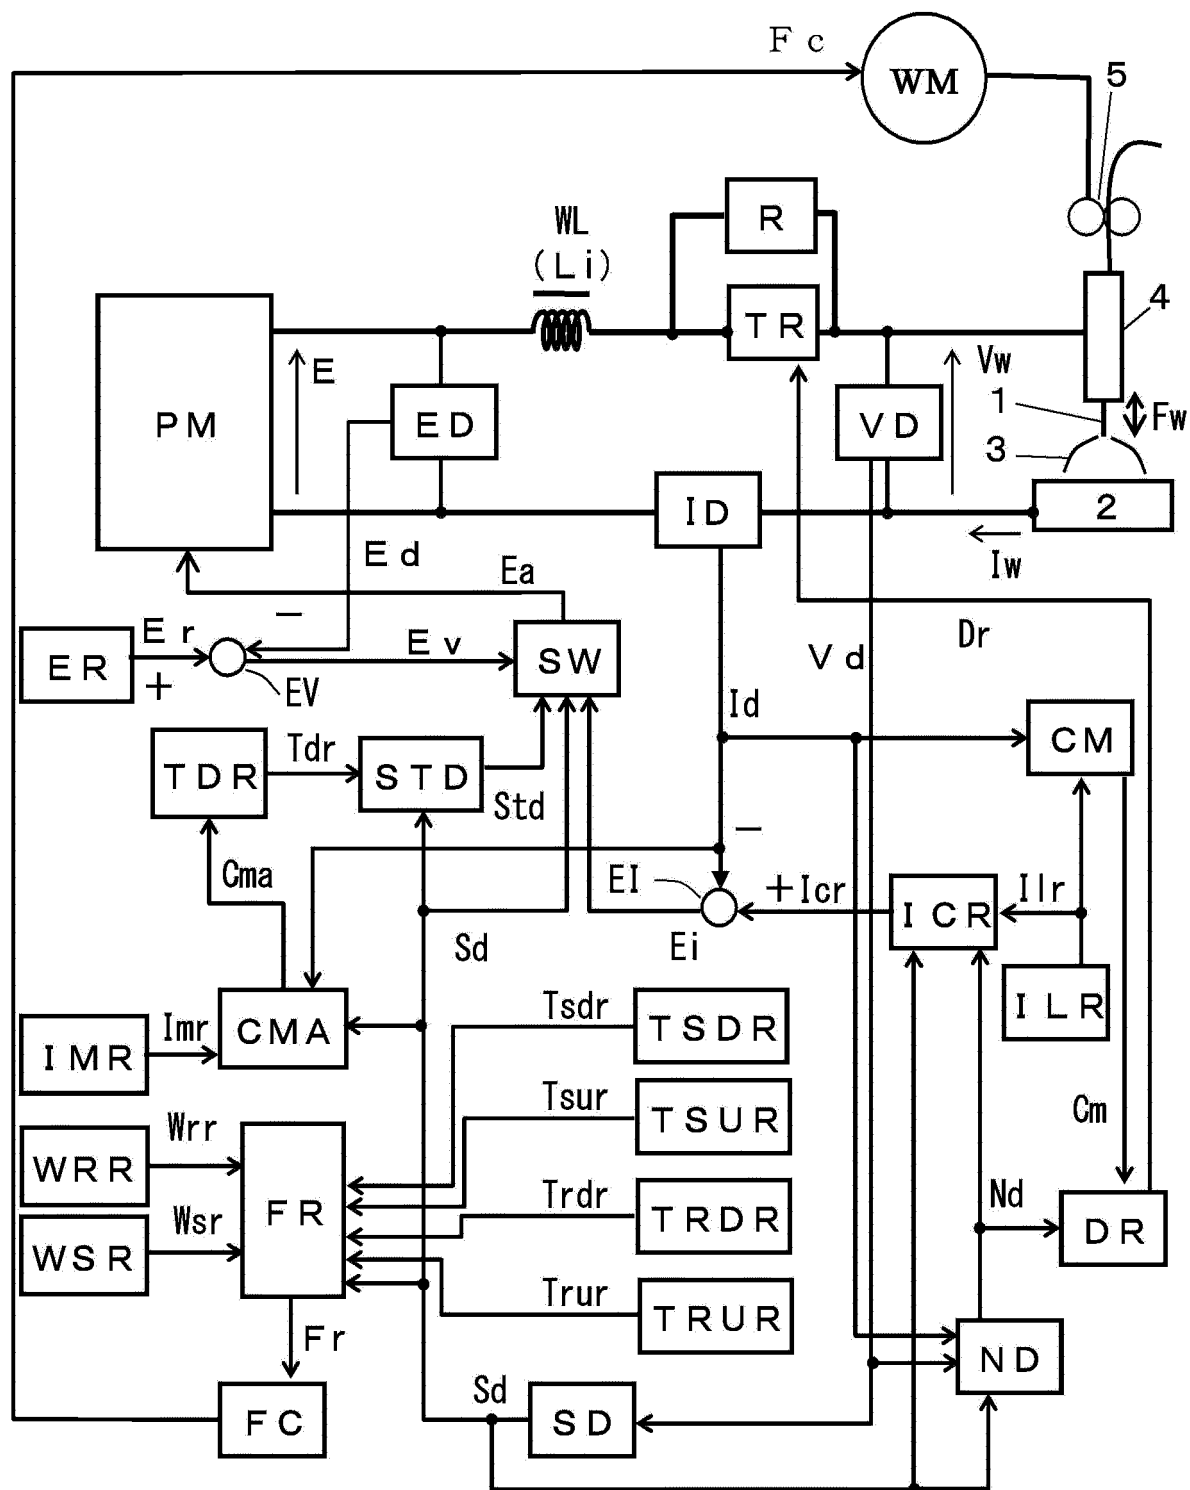 Fc
WM
5
R
WL
(Li)
4
TR
E
Vw
PM
1
Fw
ED
VD
3
2
ID
Ed
Ea
Iw
Er
−
Dr
ER
Ev
SW
Vd
+
EV
Id
CM
Tdr
TDR
STD
Std
−
Cma
EI
+Icr
Ilr
ICR
Sd
Ei
ILR
Tsdr
Imr
CMA
TSDR
IMR
Tsur
Cm
Wrr
TSUR
WRR
Trdr
Nd
FR
Wsr
TRDR
DR
WSR
Trur
TRUR
Fr
ND
Sd
FC
SD